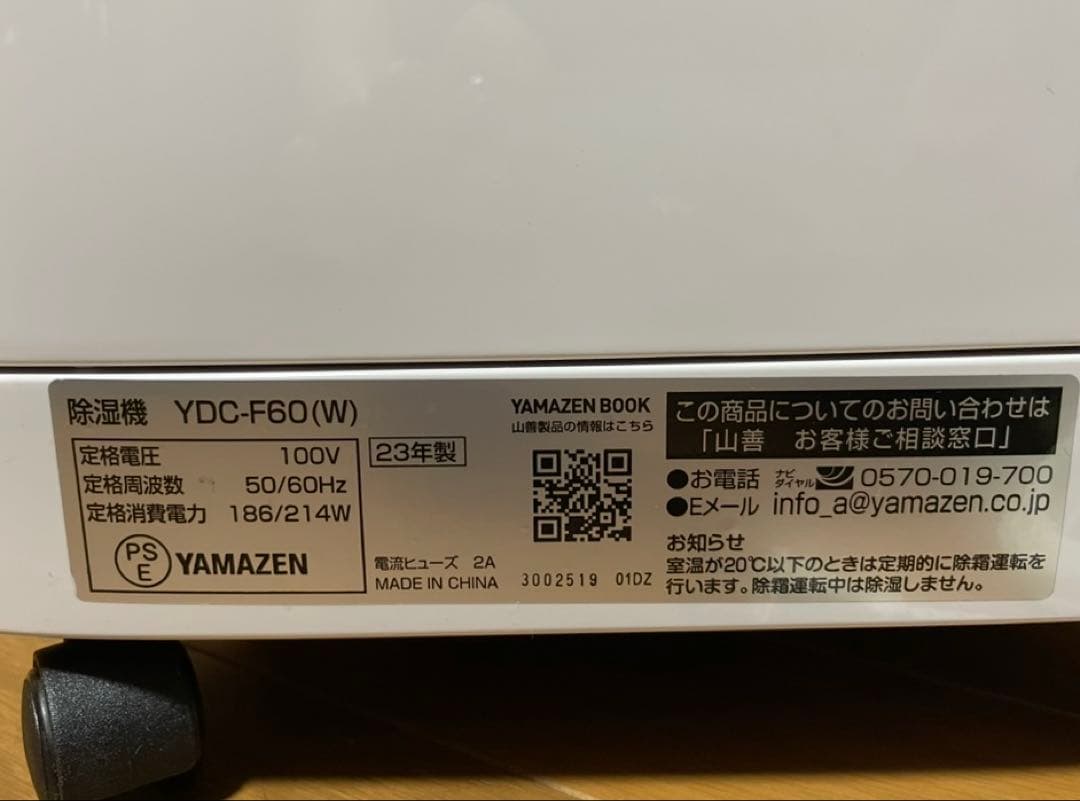 除湿機 YDC-F60(W)
定格電圧 100V
定格周波数 50/60Hz
定格消費電力 186/214W
PS
E
YAMAZEN
23年製
電流ヒューズ 2A
MADE IN CHINA
YAMAZEN BOOK
山善製品の情報はこちら
3002519 01DZ
この商品についてのお問い合わせは
「山善 お客様ご相談窓口」
●お電話 ナビダイヤル 0570-019-700
●Eメール info_a@yamazen.co.jp
お知らせ
室温が20℃以下のときは定期的に除霜運転を
行います。除霜運転中は除湿しません。